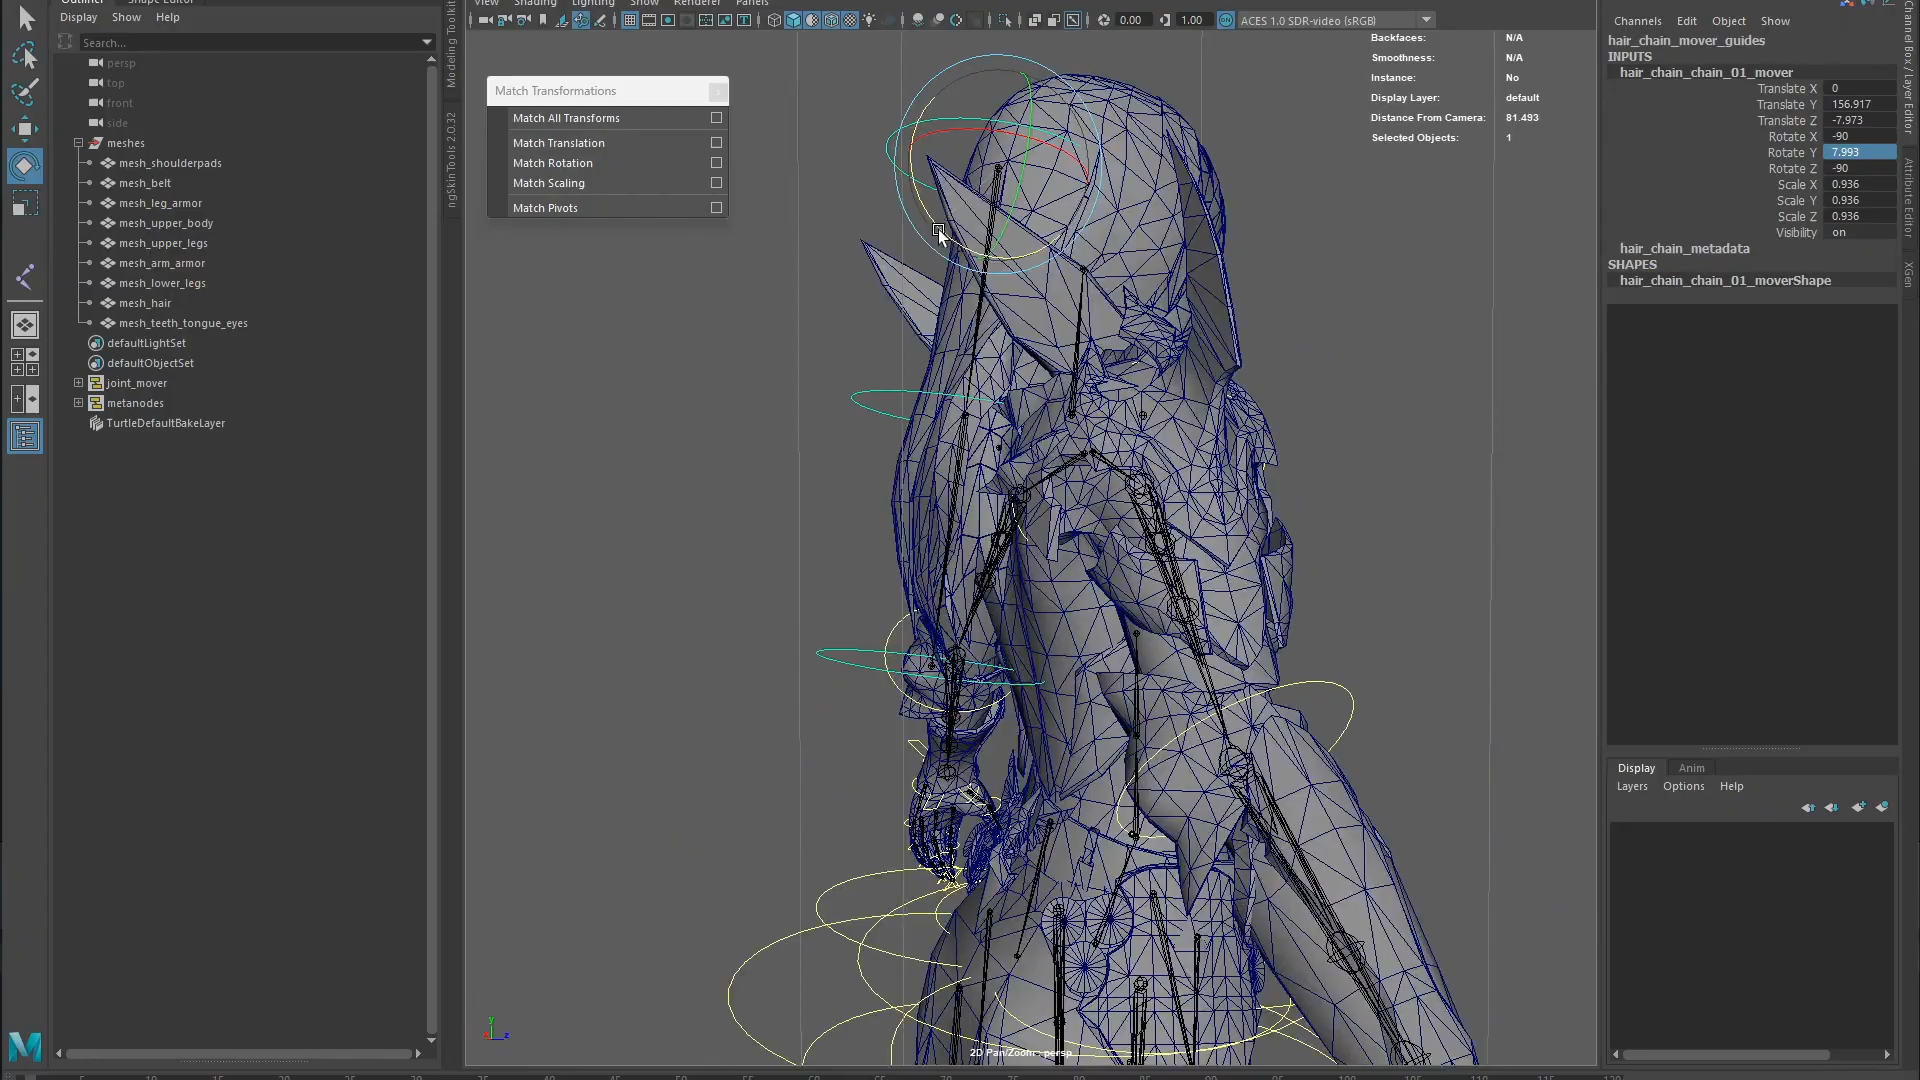 Outliner Shape Editor
Display Show Help
Search...
persp
top
front
side
meshes
mesh_shoulderpads
mesh_belt
mesh_leg_armor
mesh_upper_body
mesh_upper_legs
mesh_arm_armor
mesh_lower_legs
mesh_hair
mesh_teeth_tongue_eyes
defaultLightSet
defaultObjectSet
joint_mover
metanodes
TurtleDefaultBakeLayer
Modeling Toolkit
ngSkinTools 2.0.32
View Shading Lighting Show Renderer Panels
0.00 1.00 ON ACES 1.0 SDR-video (sRGB)
Match Transformations
Match All Transforms
Match Translation
Match Rotation
Match Scaling
Match Pivots
Backfaces: N/A
Smoothness: N/A
Instance: No
Display Layer: default
Distance From Camera: 81.493
Selected Objects: 1
y
z
2D Pan/Zoom : persp
Channels Edit Object Show
hair_chain_mover_guides
INPUTS
hair_chain_chain_01_mover
Translate X 0
Translate Y 156.917
Translate Z -7.973
Rotate X -90
Rotate Y 7.993
Rotate Z -90
Scale X 0.936
Scale Y 0.936
Scale Z 0.936
Visibility on
hair_chain_metadata
SHAPES
hair_chain_chain_01_moverShape
Display Anim
Layers Options Help
Channel Box / Layer Editor
Attribute Editor
XGen
M